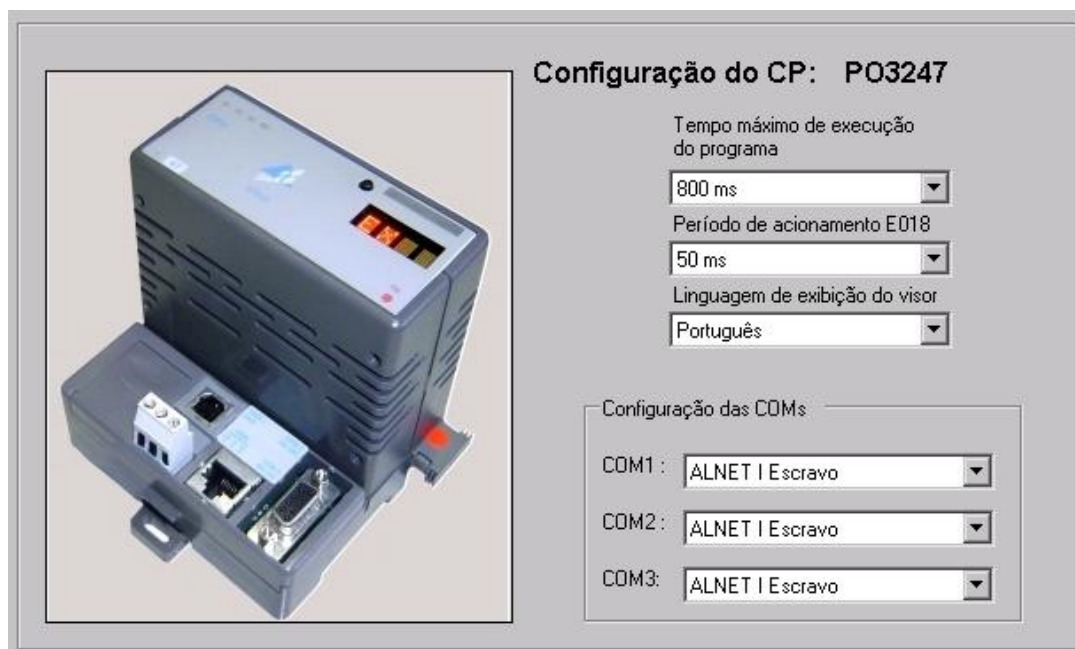 Configuração do CP: PO3247
Tempo máximo de execução
do programa
800 ms
Período de acionamento E018
50 ms
Linguagem de exibição do visor
Português
Configuração das COMs
COM1 : ALNET I Escravo
COM2 : ALNET I Escravo
COM3: ALNET I Escravo
EX